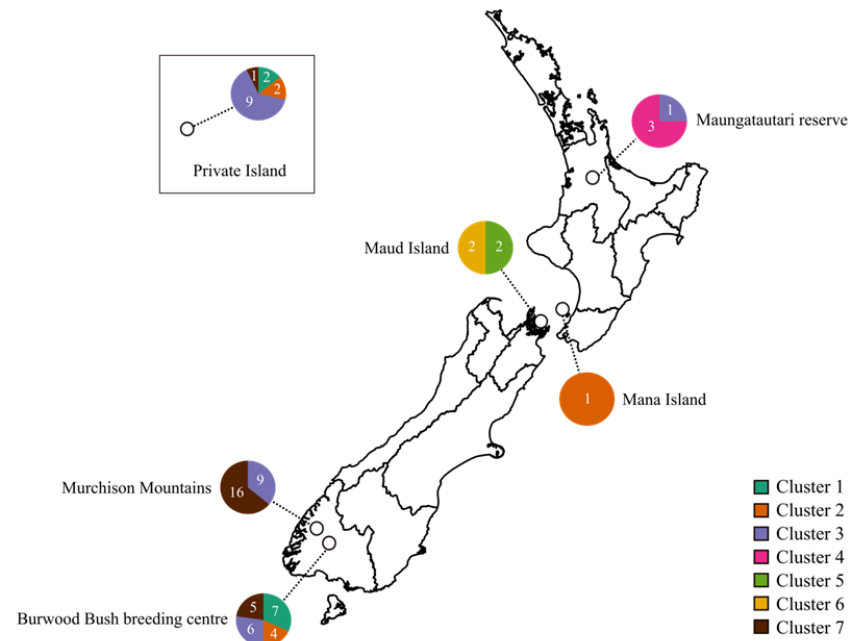 1
2
2
9
Private Island
1
3
Maungatautari reserve
Maud Island
2
2
1
Mana Island
Murchison Mountains
9
16
Burwood Bush breeding centre
5
7
6
4
Cluster 1
Cluster 2
Cluster 3
Cluster 4
Cluster 5
Cluster 6
Cluster 7